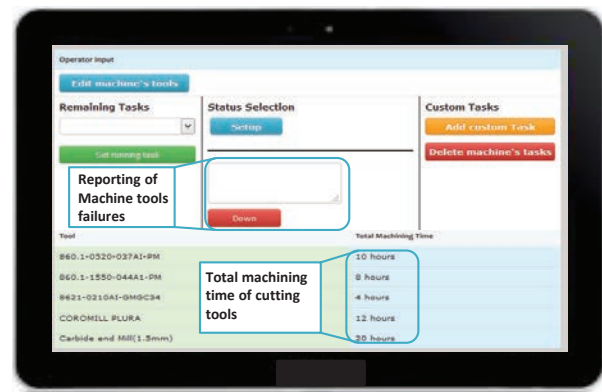 Operator input
Edit machine's tools
Remaining Tasks
Status Selection
Custom Tasks
Setup
Add custom Task
Set running task
Delete machine's tasks
Reporting of
Machine tools
failures
Down
Tool
Total Machining Time
860.1-0520-037A1-PM
10 hours
860.1-1550-044A1-PM
8 hours
Total machining
time of cutting
tools
8621-0210AI-GMGC34
4 hours
COROMILL PLURA
12 hours
Carbide end Mill(1.5mm)
20 hours